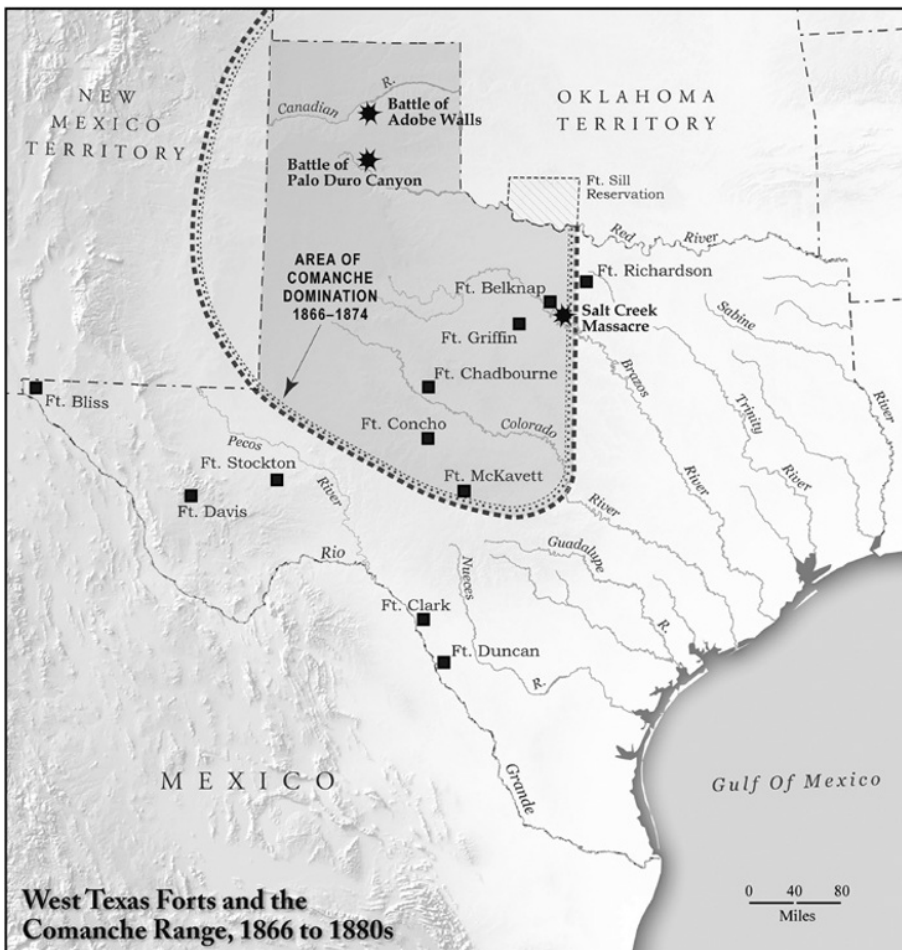 NEW
MEXICO
TERRITORY
Canadian
R.
Battle of
Adobe Walls
OKLAHOMA
TERRITORY
Battle of
Palo Duro Canyon
Ft. Sill
Reservation
Red
River
AREA OF
COMANCHE
DOMINATION
1866–1874
Ft. Richardson
Ft. Belknap
Salt Creek
Massacre
Sabine
River
Ft. Griffin
Brazos
River
Trinity
River
Ft. Chadbourne
Ft. Bliss
Ft. Concho
Colorado
River
Pecos
River
Ft. Stockton
Ft. McKavett
Ft. Davis
Rio
Grande
Guadalupe
R.
Nueces
R.
Ft. Clark
Ft. Duncan
MEXICO
Gulf Of Mexico
West Texas Forts and the
Comanche Range, 1866 to 1880s
0 40 80
Miles